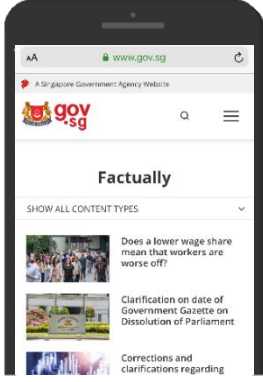 AA
www.gov.sg
A Singapore Government Agency Website
gov
.sg
Factually
SHOW ALL CONTENT TYPES
Does a lower wage share
mean that workers are
worse off?
Clarification on date of
Government Gazette on
Dissolution of Parliament
Corrections and
clarifications regarding